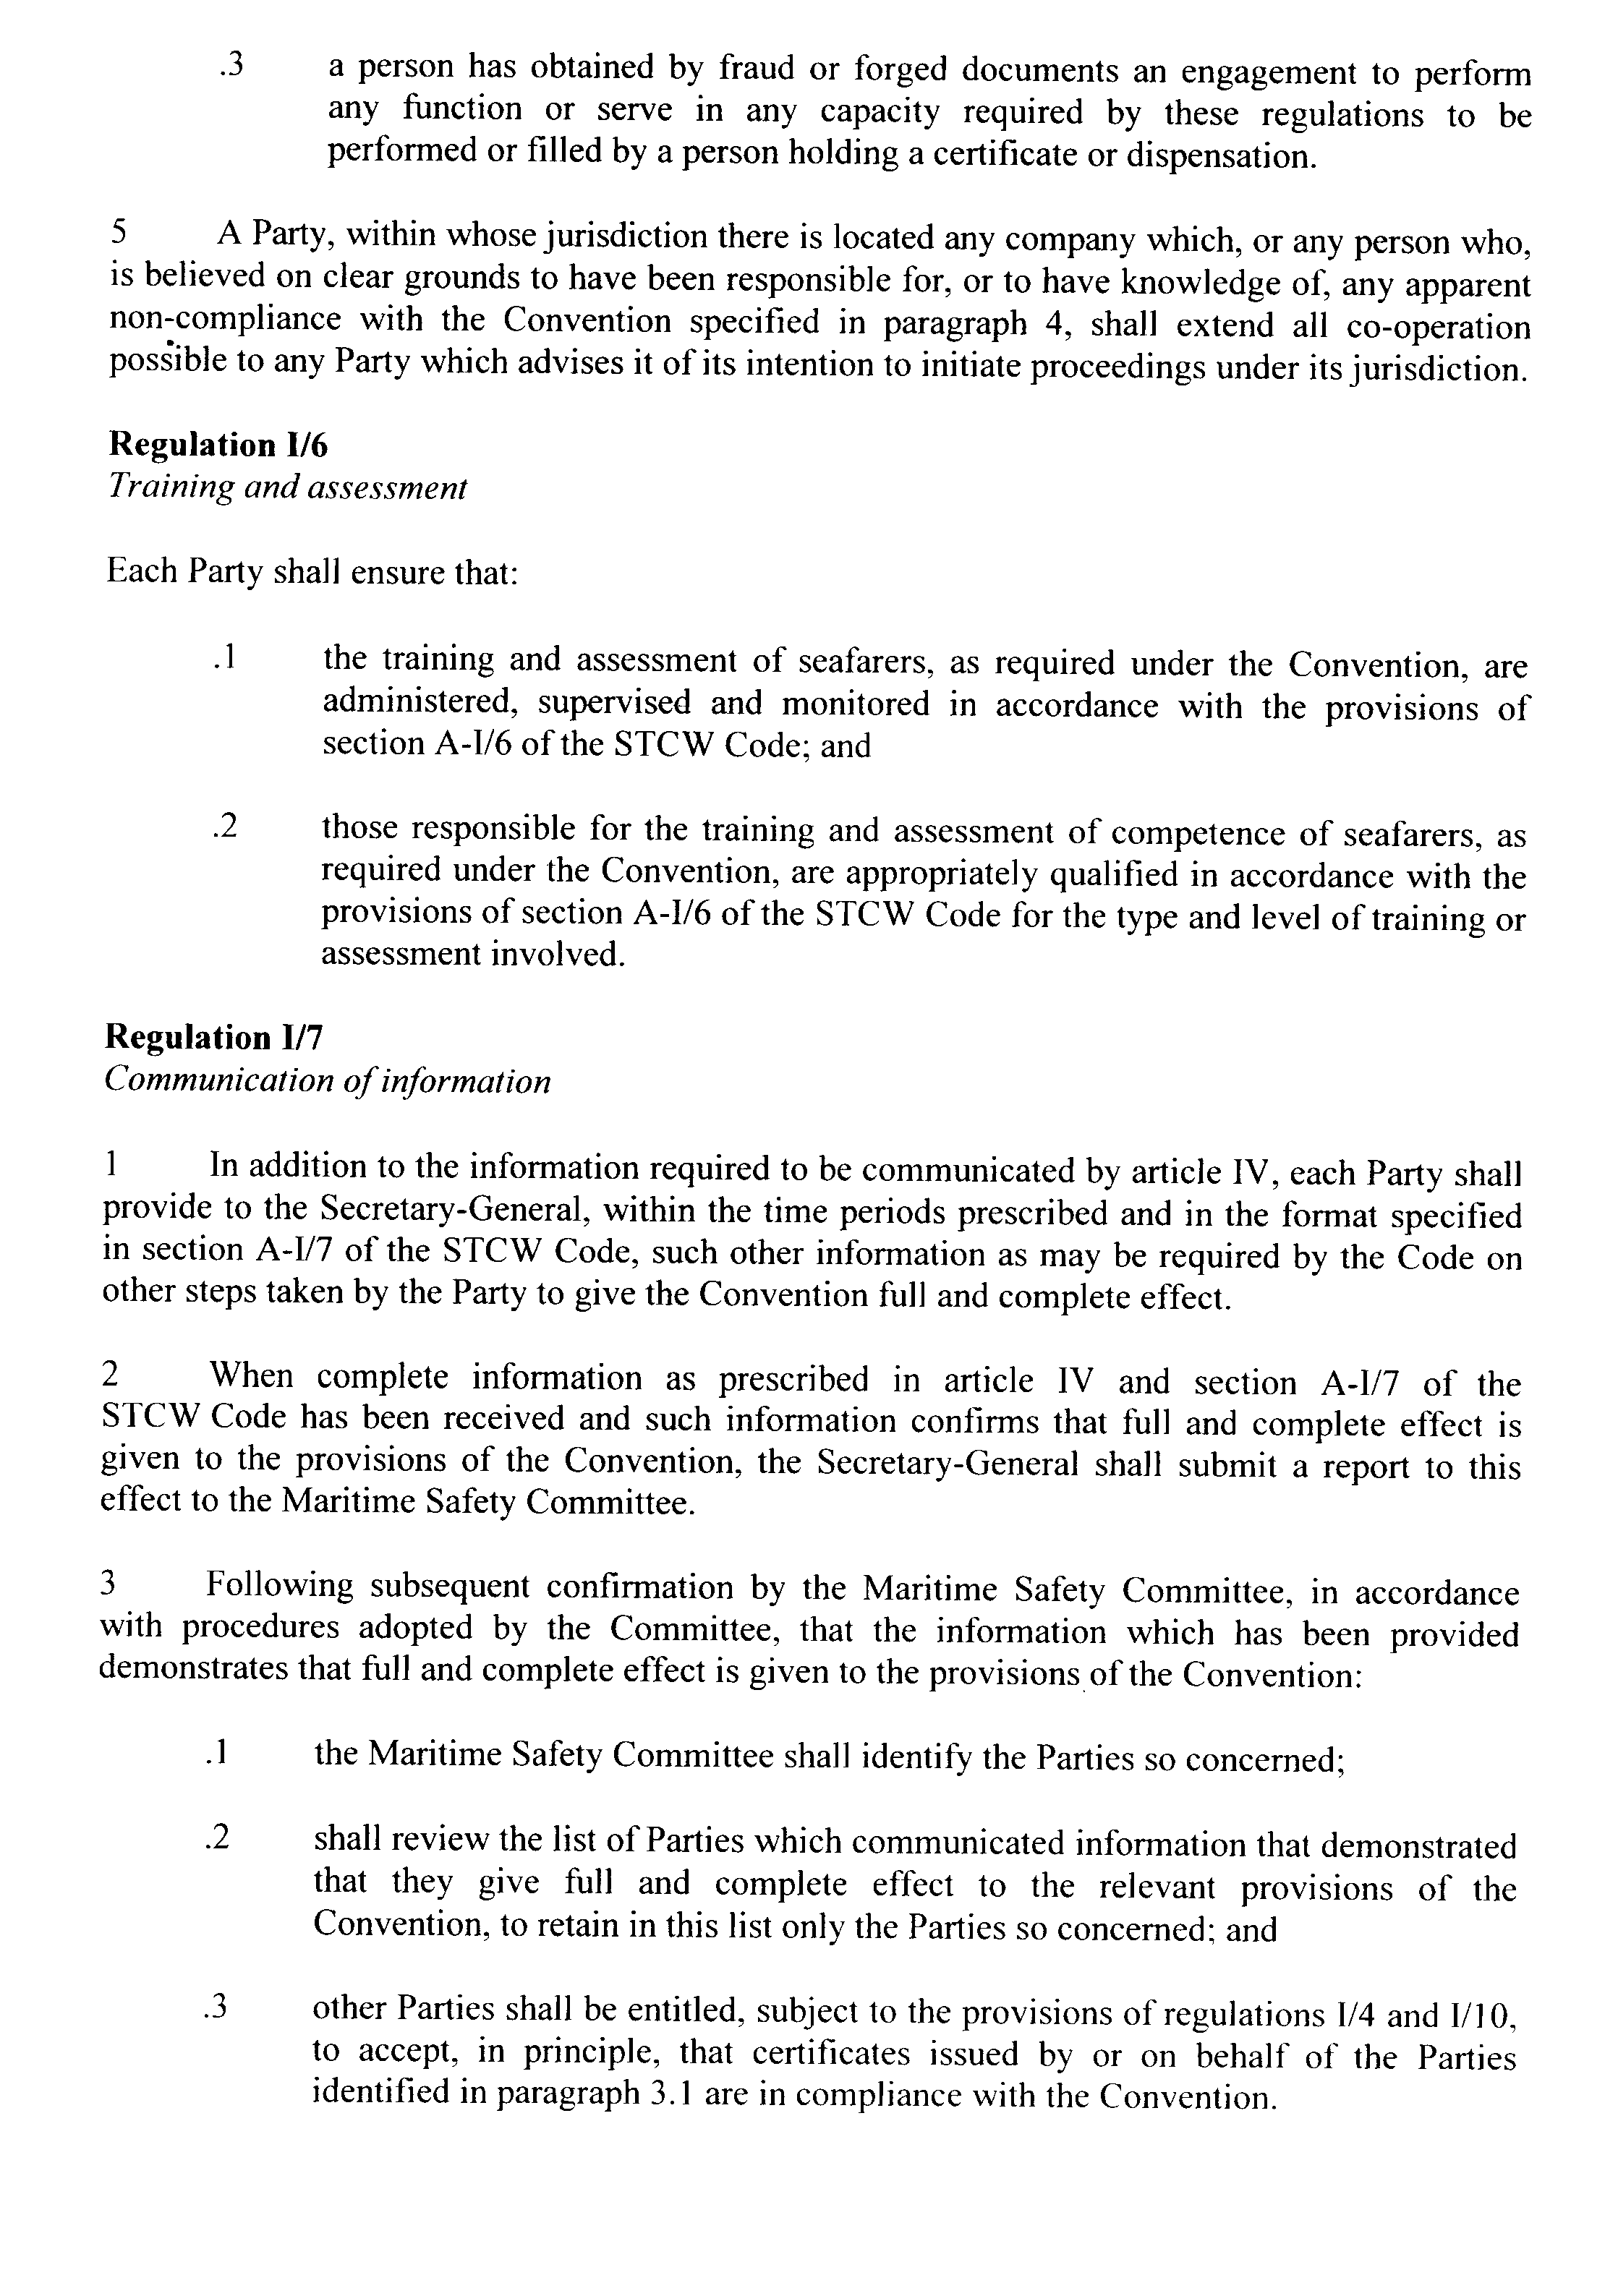 .3 a person has obtained by fraud or forged documents an engagement to perform
any function or serve in any capacity required by these regulations to be
performed or filled by a person holding a certificate or dispensation.
5 A Party, within whose jurisdiction there is located any company which, or any person who,
is believed on clear grounds to have been responsible for, or to have knowledge of, any apparent
non-compliance with the Convention specified in paragraph 4, shall extend all co-operation
possible to any Party which advises it of its intention to initiate proceedings under its jurisdiction.
Regulation I/6
Training and assessment
Each Party shall ensure that:
.1 the training and assessment of seafarers, as required under the Convention, are
administered, supervised and monitored in accordance with the provisions of
section A-I/6 of the STCW Code; and
.2 those responsible for the training and assessment of competence of seafarers, as
required under the Convention, are appropriately qualified in accordance with the
provisions of section A-I/6 of the STCW Code for the type and level of training or
assessment involved.
Regulation I/7
Communication of information
1 In addition to the information required to be communicated by article IV, each Party shall
provide to the Secretary-General, within the time periods prescribed and in the format specified
in section A-I/7 of the STCW Code, such other information as may be required by the Code on
other steps taken by the Party to give the Convention full and complete effect.
2 When complete information as prescribed in article IV and section A-I/7 of the
STCW Code has been received and such information confirms that full and complete effect is
given to the provisions of the Convention, the Secretary-General shall submit a report to this
effect to the Maritime Safety Committee.
3 Following subsequent confirmation by the Maritime Safety Committee, in accordance
with procedures adopted by the Committee, that the information which has been provided
demonstrates that full and complete effect is given to the provisions of the Convention:
.1 the Maritime Safety Committee shall identify the Parties so concerned;
.2 shall review the list of Parties which communicated information that demonstrated
that they give full and complete effect to the relevant provisions of the
Convention, to retain in this list only the Parties so concerned; and
.3 other Parties shall be entitled, subject to the provisions of regulations I/4 and I/10,
to accept, in principle, that certificates issued by or on behalf of the Parties
identified in paragraph 3.1 are in compliance with the Convention.